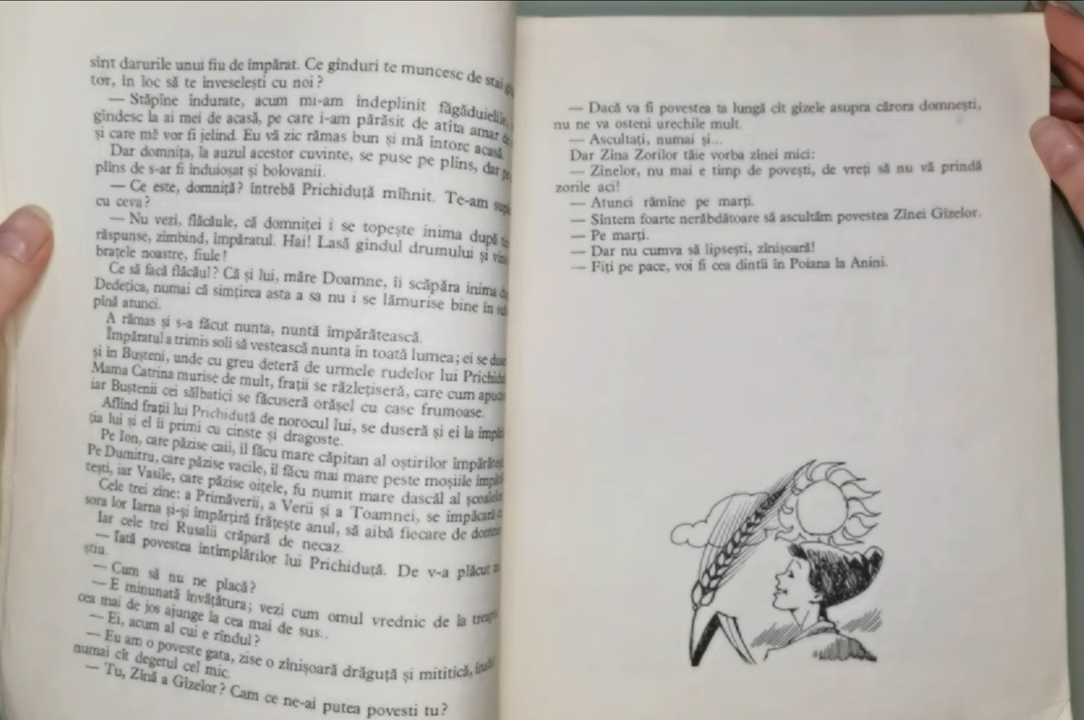 sînt darurile unui fiu de împărat. Ce gînduri te muncesc de stai
tor, în loc să te înveselești cu noi?
— Stăpîne îndurate, acum mi-am îndeplinit făgăduielile,
gîndesc la ai mei de acasă, pe care i-am părăsit de atîta amar
și care mă vor fi jelind. Eu vă zic rămas bun și mă întorc acasă.
Dar domnița, la auzul acestor cuvinte, se puse pe plîns, dar
plîns de s-ar fi înduioșat și bolovanii.
— Ce este, domniță? întrebă Prichiduță mîhnit. Te-am
cu ceva?
— Nu vezi, flăcăule, că domniței i se topește inima după
răspunse, zîmbind, împăratul. Hai! Lasă gîndul drumului și
brațele noastre, fiule!
Ce să facă flăcăul? Că și lui, măre Doamne, îi scăpăra inima
Dedețica, numai că simțirea asta a sa nu i se lămurise bine în
pînă atunci.
A rămas și s-a făcut nunta, nuntă împărătească.
Împăratul a trimis soli să vestească nunta în toată lumea; ei se
și în Bușteni, unde cu greu deteră de urmele rudelor lui
Mama Catrina murise de mult, frații se răzlețiseră, care cum
iar Buștenii cei sălbatici se făcuseră orășel cu case frumoase.
Aflînd frații lui Prichiduță de norocul lui, se duseră și ei la
ția lui și el îi primi cu cinste și dragoste.
Pe Ion, care păzise caii, îl făcu mare căpitan al oștirilor
Pe Dumitru, care păzise vacile, îl făcu mai mare peste moșiile
tești, iar Vasile, care păzise oițele, fu numit mare dascăl al
Cele trei zîne: a Primăverii, a Verii și a Toamnei, se împăcară
sora lor Iarna și-și împărțiră frățește anul, să aibă fiecare de
Iar cele trei Rusalii crăpară de necaz.
— Iată povestea întîmplărilor lui Prichiduță. De v-a plăcut
știu.
— Cum să nu ne placă?
— E minunată învățătura; vezi cum omul vrednic de la
cea mai de jos ajunge la cea mai de sus..
— Ei, acum al cui e rîndul?
— Eu am o poveste gata, zise o zînișoară drăguță și mititică,
numai cît degetul cel mic.
— Tu, Zînă a Gîzelor? Cam ce ne-ai putea povesti tu?
— Dacă va fi povestea ta lungă cît gîzele asupra cărora domnești,
nu ne va osteni urechile mult.
— Ascultați, numai și...
Dar Zîna Zorilor tăie vorba zînei mici:
— Zînelor, nu mai e timp de povești, de vreți să nu vă prindă
zorile aci!
— Atunci rămîne pe marți.
— Sîntem foarte nerăbdătoare să ascultăm povestea Zînei Gîzelor.
— Pe marți.
— Dar nu cumva să lipsești, zînișoară!
— Fiți pe pace, voi fi cea dintîi în Poiana la Anini.